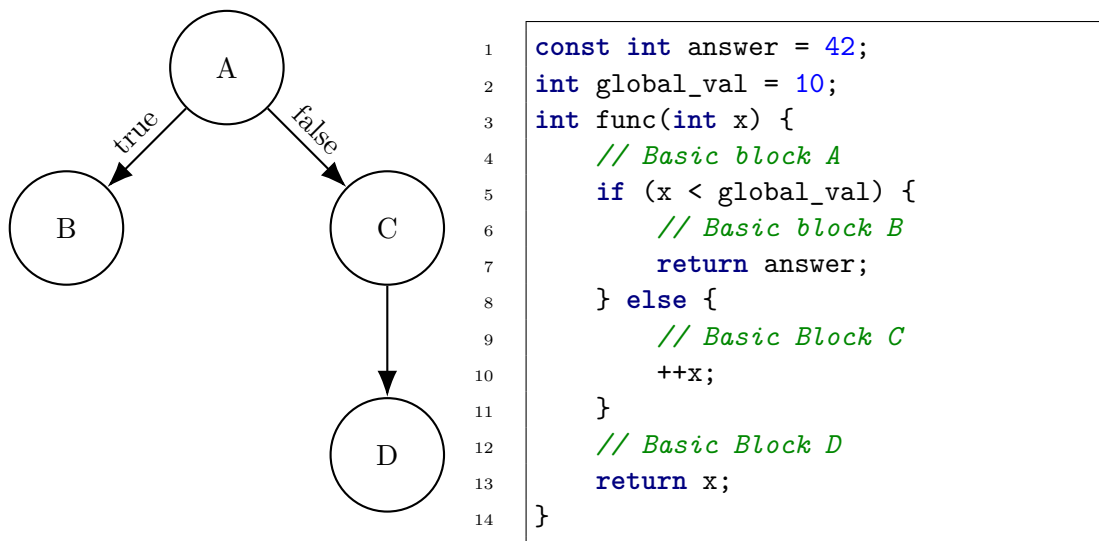 A
true
false
B
C
D
1 const int answer = 42;
2 int global_val = 10;
3 int func(int x) {
4     // Basic block A
5     if (x < global_val) {
6         // Basic block B
7         return answer;
8     } else {
9         // Basic Block C
10         ++x;
11     }
12     // Basic Block D
13     return x;
14 }